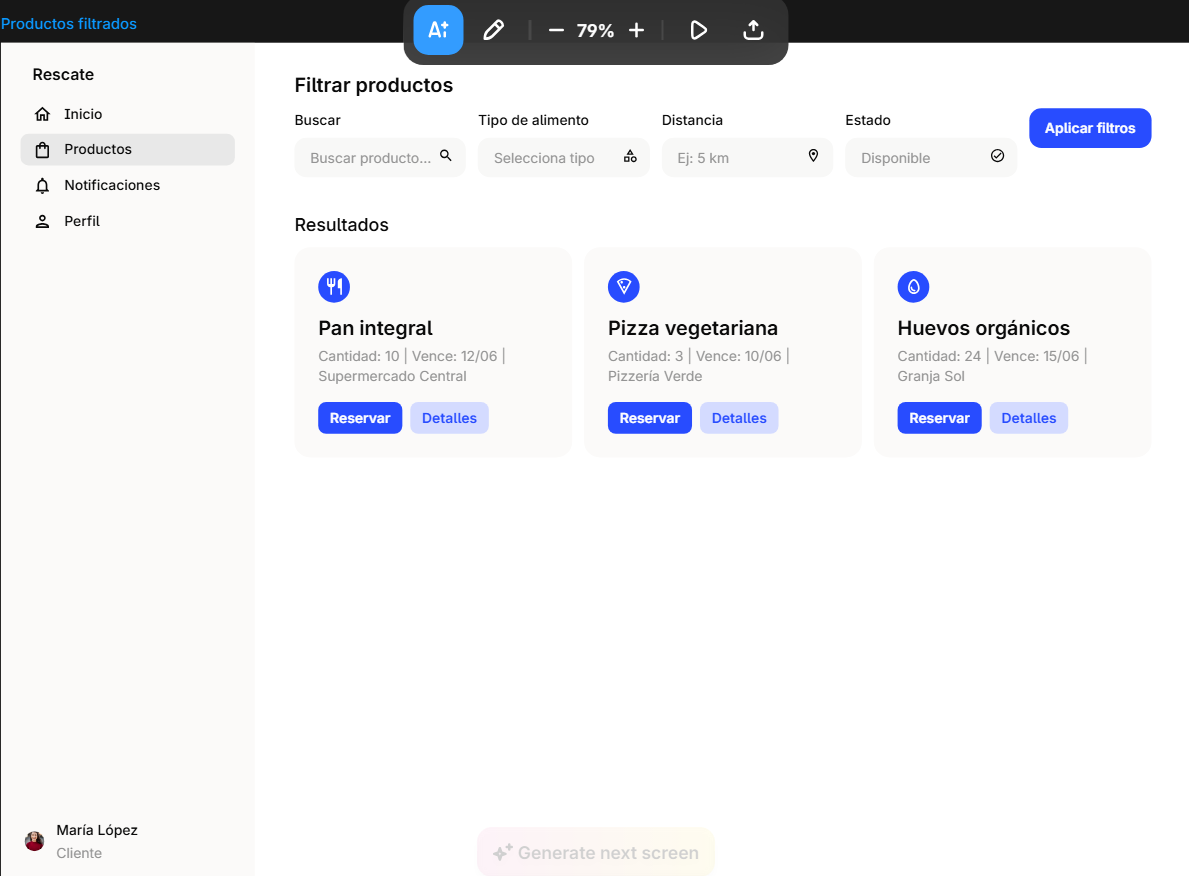 Productos filtrados
79%
Rescate
Inicio
Productos
Notificaciones
Perfil
Filtrar productos
Buscar
Buscar producto...
Tipo de alimento
Selecciona tipo
Distancia
Ej: 5 km
Estado
Disponible
Aplicar filtros
Resultados
Pan integral
Cantidad: 10 | Vence: 12/06 |
Supermercado Central
Reservar
Detalles
Pizza vegetariana
Cantidad: 3 | Vence: 10/06 |
Pizzería Verde
Reservar
Detalles
Huevos orgánicos
Cantidad: 24 | Vence: 15/06 |
Granja Sol
Reservar
Detalles
María López
Cliente
Generate next screen